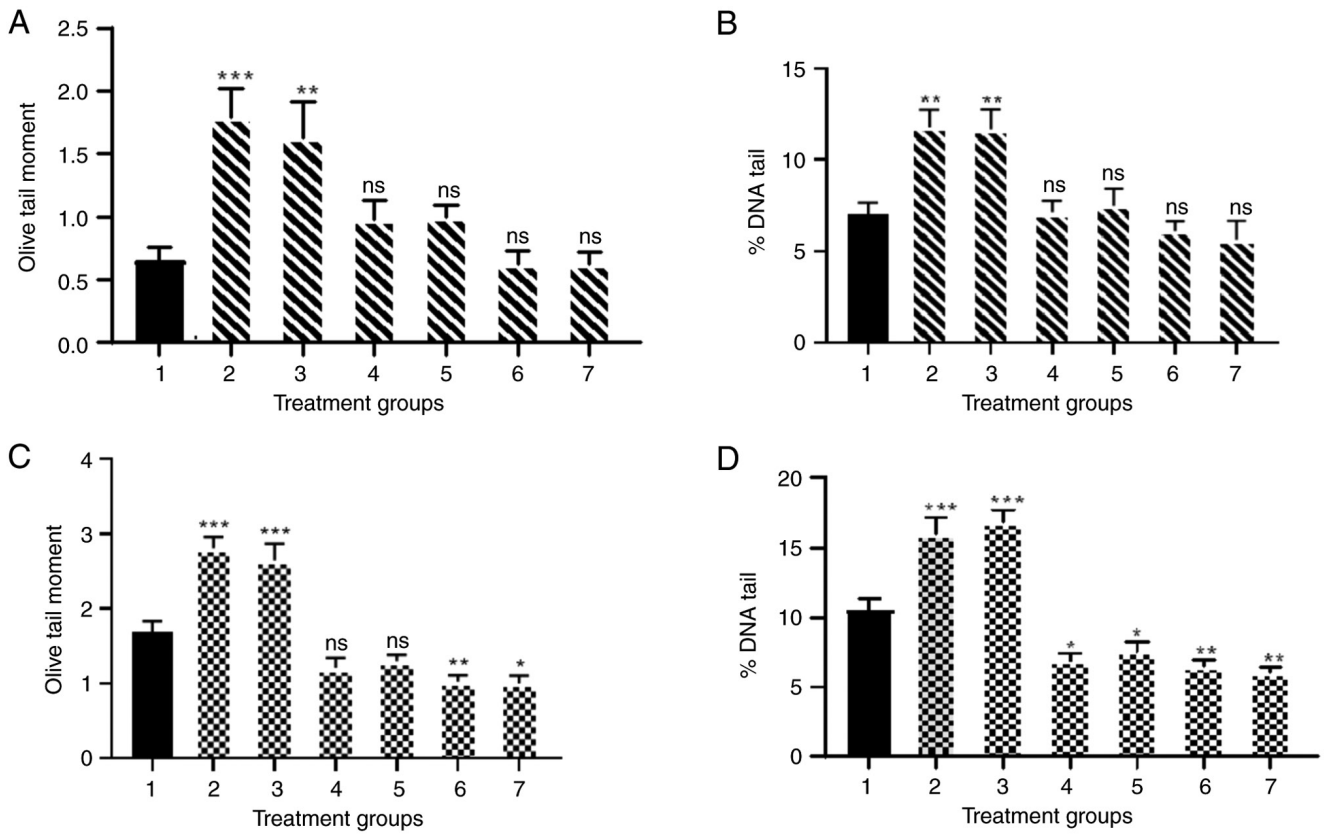 A
Olive tail moment
2.5
2.0
1.5
1.0
0.5
0.0
*** ** ns ns ns ns
1 2 3 4 5 6 7
Treatment groups
B
% DNA tail
15
10
5
0
** ** ns ns ns ns
1 2 3 4 5 6 7
Treatment groups
C
Olive tail moment
4
3
2
1
0
*** *** ns ns ** *
1 2 3 4 5 6 7
Treatment groups
D
% DNA tail
20
15
10
5
0
*** *** * * ** **
1 2 3 4 5 6 7
Treatment groups